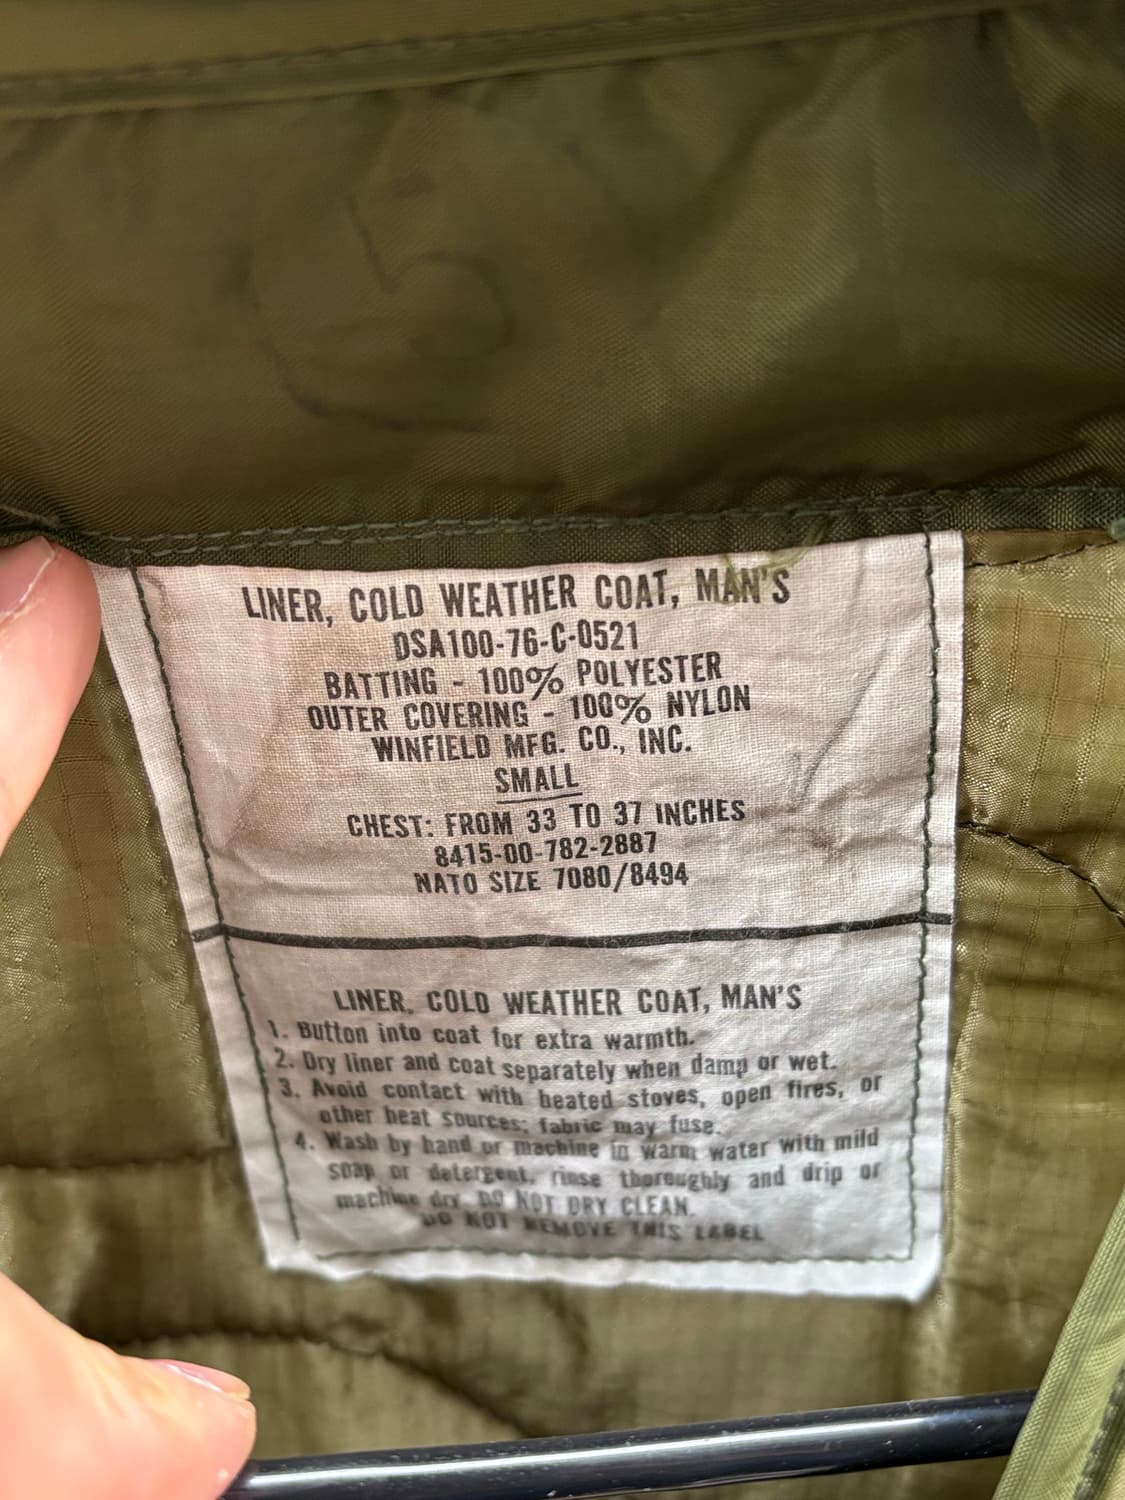 LINER, COLD WEATHER COAT, MAN'S
DSA100-76-C-0521
BATTING - 100% POLYESTER
OUTER COVERING - 100% NYLON
WINFIELD MFG. CO., INC.
SMALL
CHEST: FROM 33 TO 37 INCHES
8415-00-782-2887
NATO SIZE 7080/8494
LINER, COLD WEATHER COAT, MAN'S
1. Button into coat for extra warmth.
2. Dry liner and coat separately when damp or wet.
3. Avoid contact with heated stoves, open fires, or
other heat sources; fabric may fuse.
4. Wash by hand or machine in warm water with mild
soap or detergent, rinse thoroughly and drip or
machine dry. DO NOT DRY CLEAN.
DO NOT REMOVE THIS LABEL